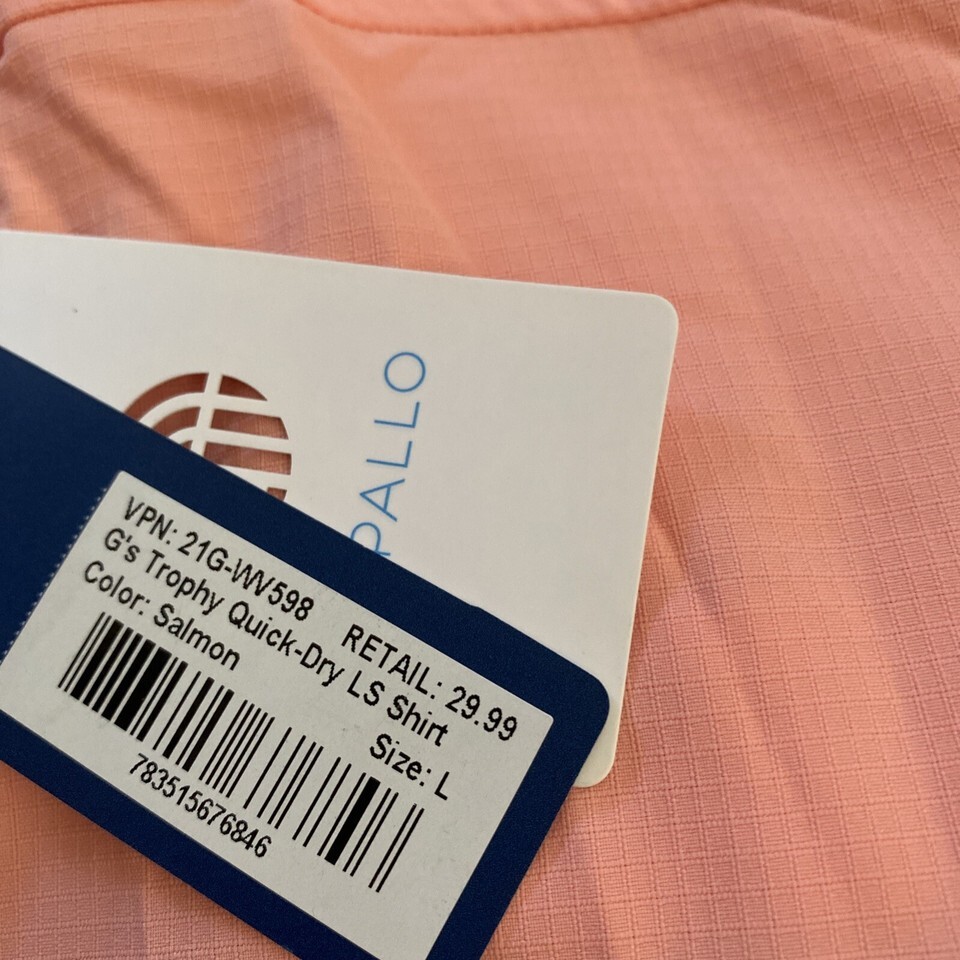 PALLO
VPN: 21G-WV598 RETAIL: 29.99
G's Trophy Quick-Dry LS Shirt
Color: Salmon Size: L
783515676846